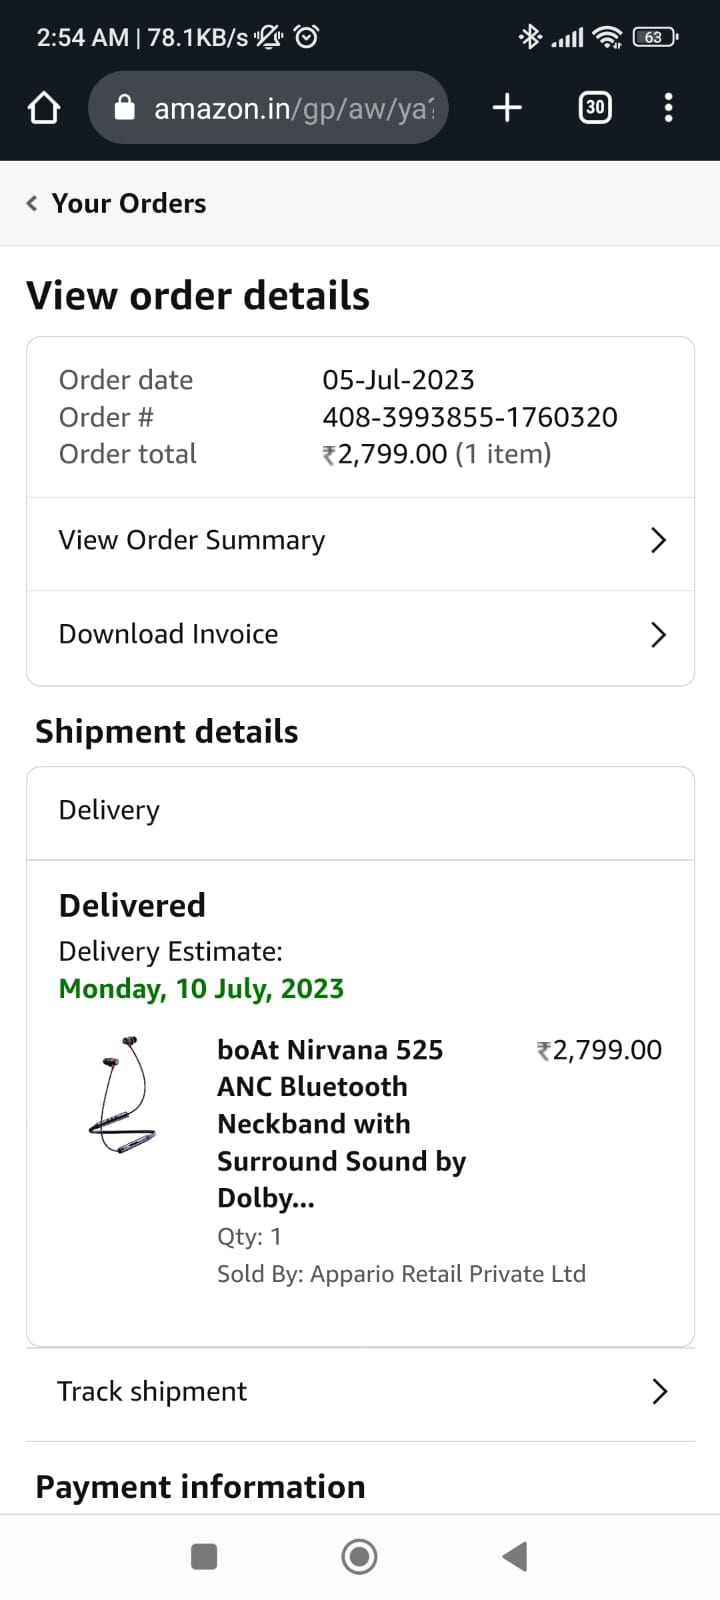 2:54 AM | 78.1KB/s
63
amazon.in/gp/aw/ya
30
Your Orders
View order details
Order date 05-Jul-2023
Order # 408-3993855-1760320
Order total ₹2,799.00 (1 item)
View Order Summary
Download Invoice
Shipment details
Delivery
Delivered
Delivery Estimate:
Monday, 10 July, 2023
boAt Nirvana 525 ₹2,799.00
ANC Bluetooth
Neckband with
Surround Sound by
Dolby...
Qty: 1
Sold By: Appario Retail Private Ltd
Track shipment
Payment information